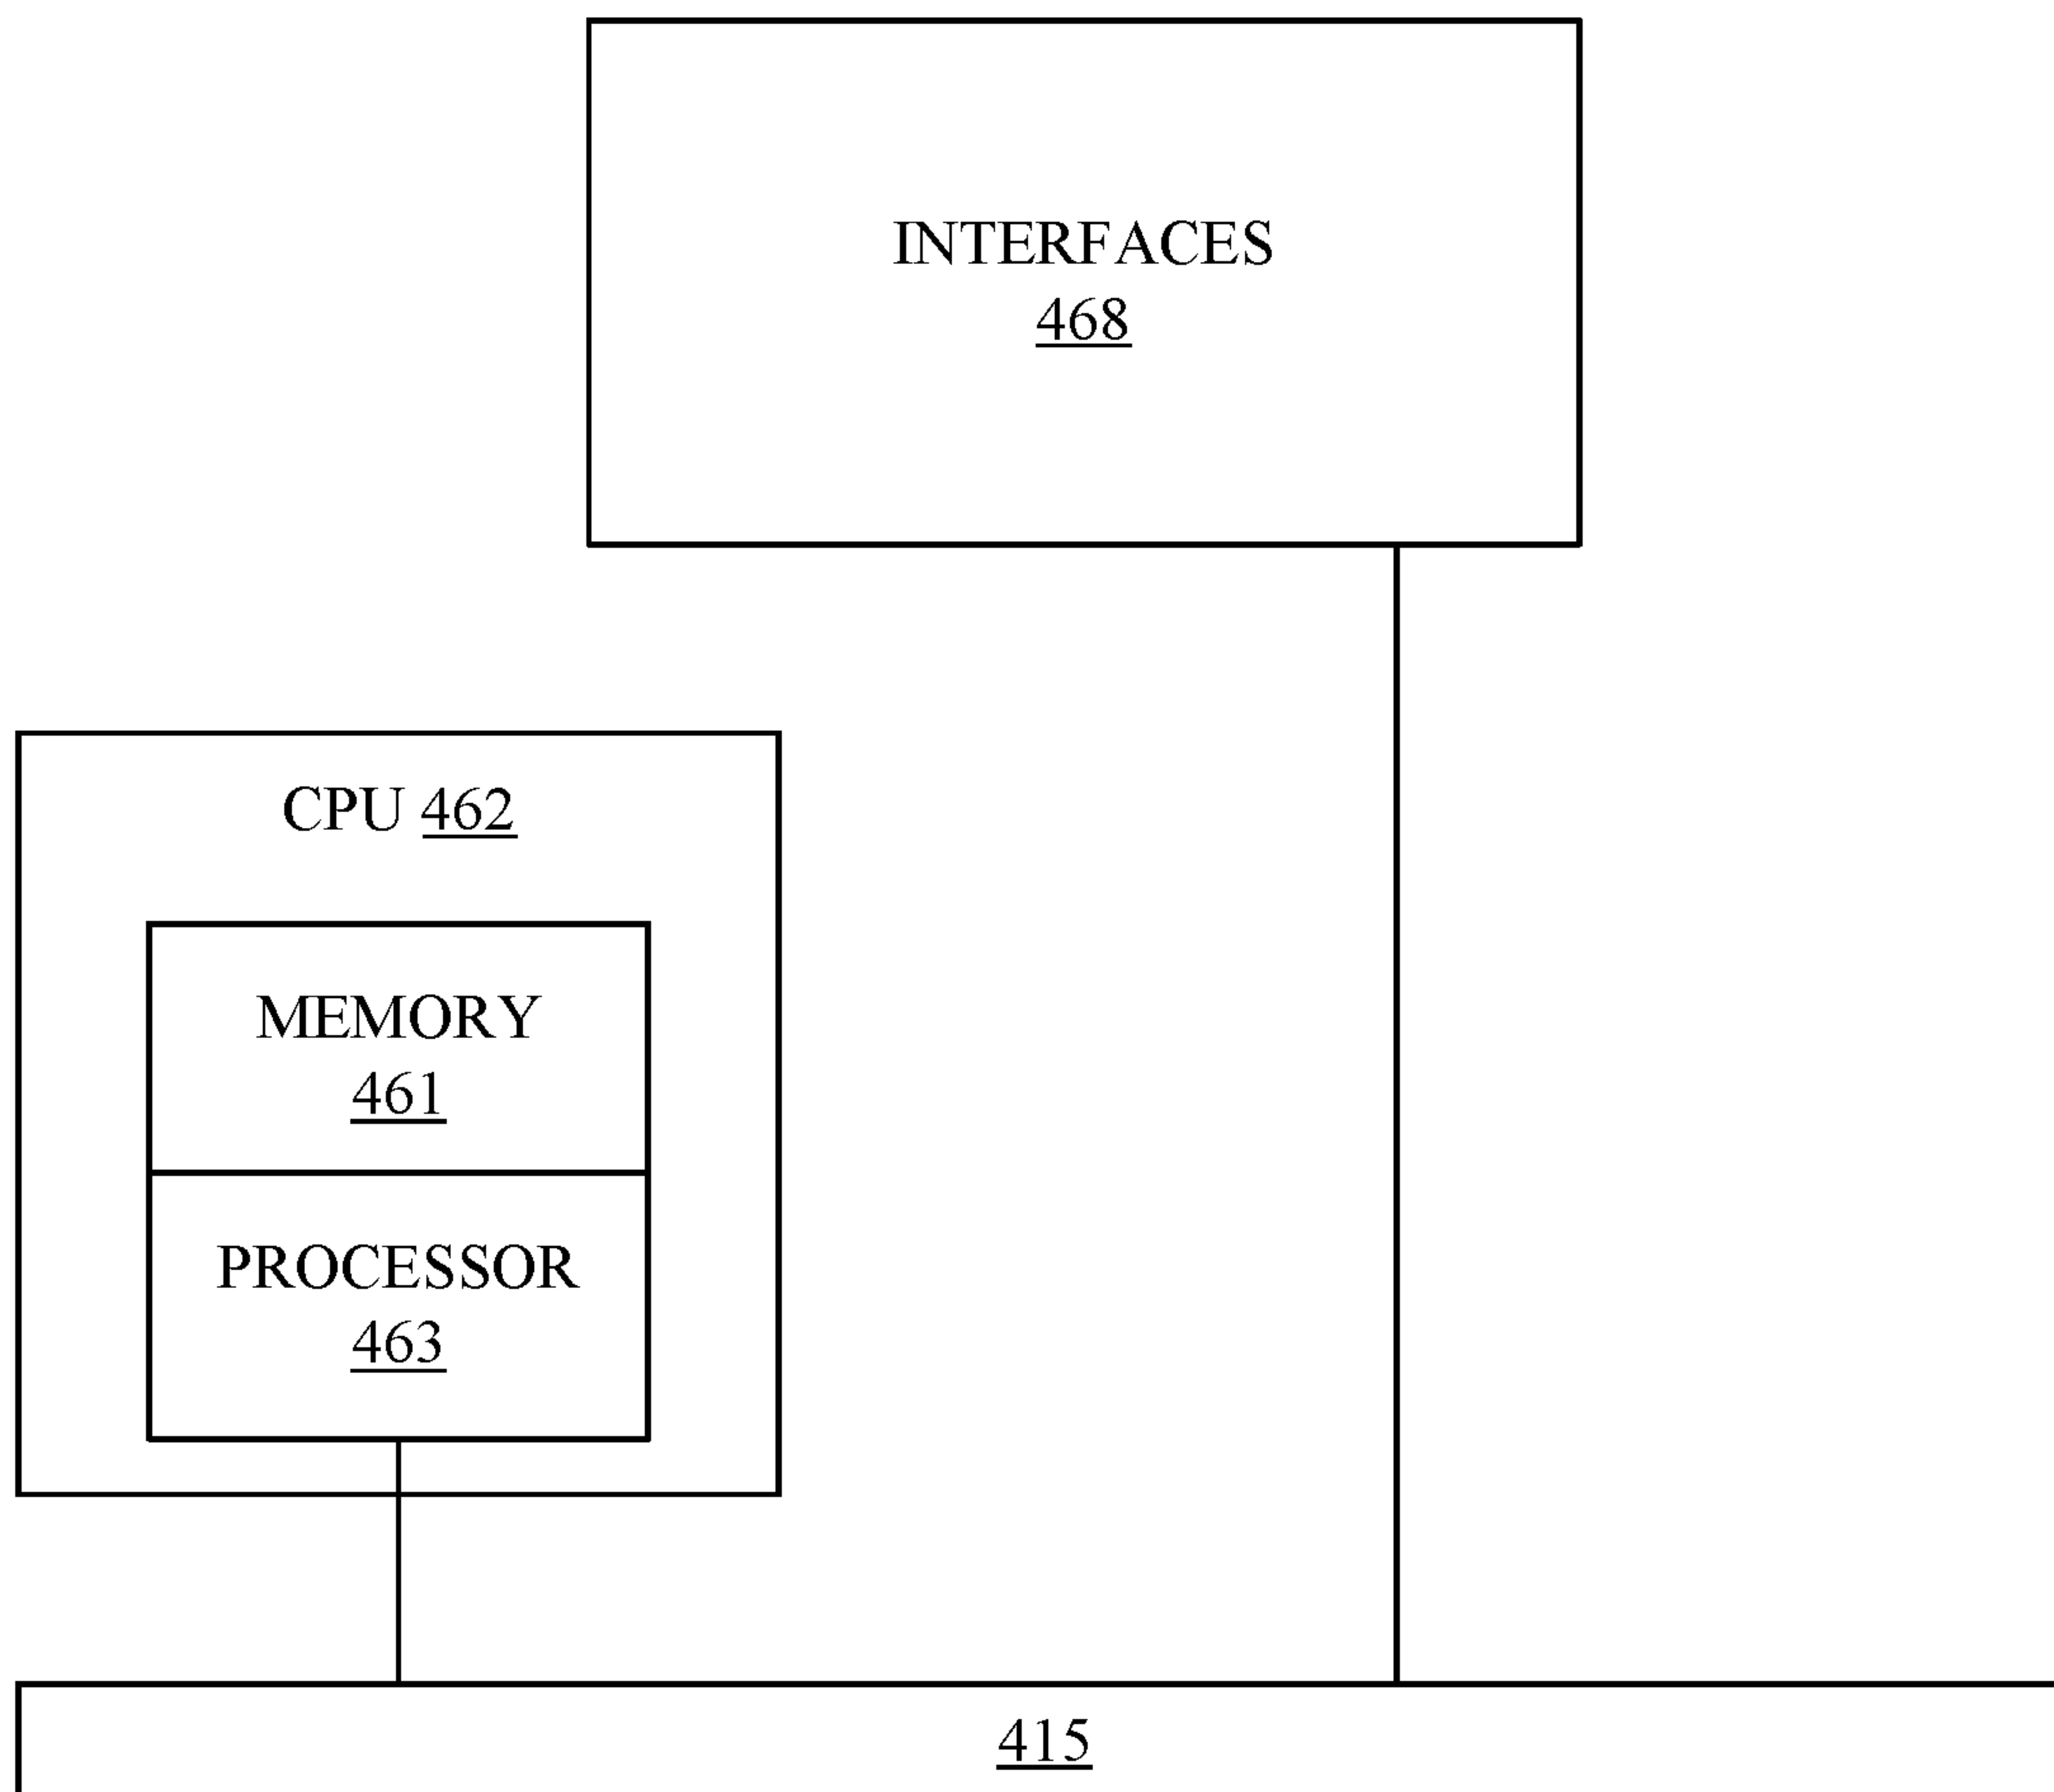 INTERFACES
468
CPU 462
MEMORY
461
PROCESSOR
463
415